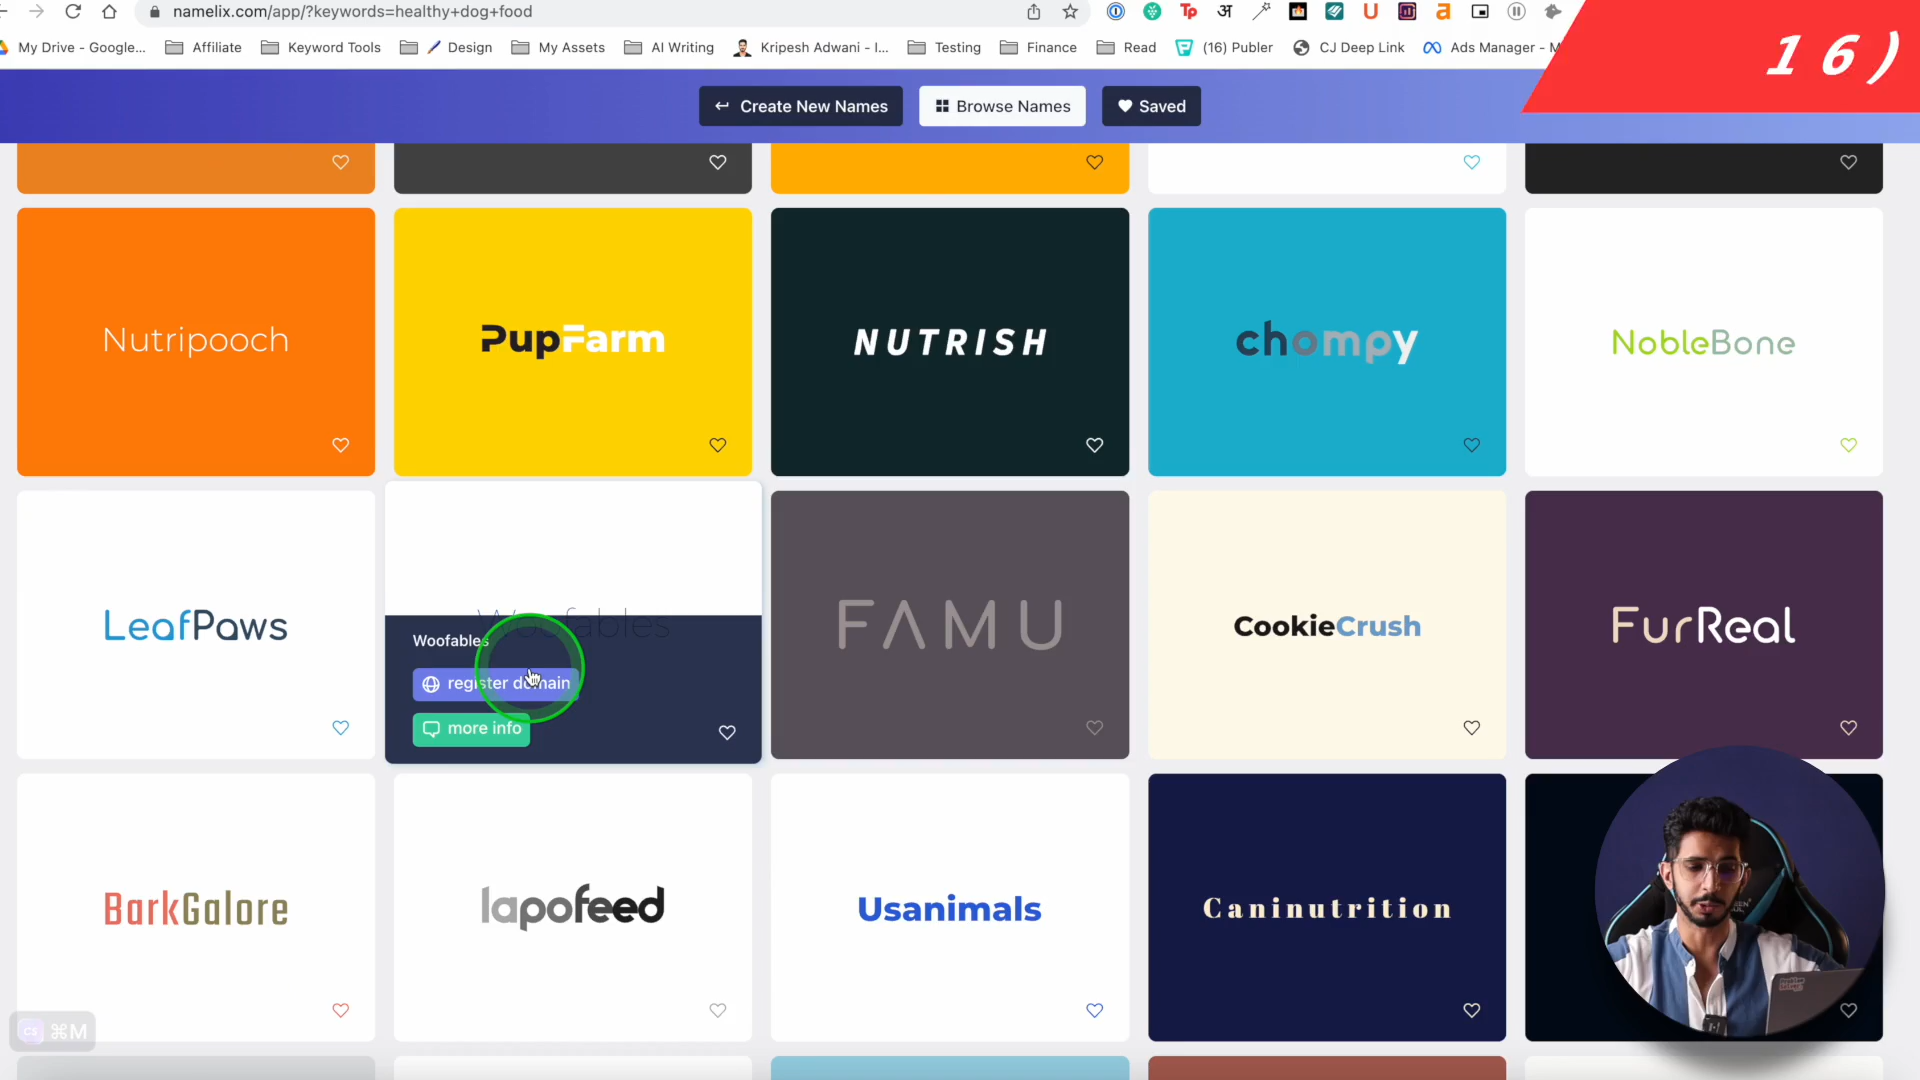 namelix.com/app/?keywords=healthy+dog+food
My Drive - Google... Affiliate Keyword Tools Design My Assets AI Writing Kripesh Adwani - I... Testing Finance Read (16) Publer CJ Deep Link Ads Manager - M
16)
Create New Names Browse Names Saved
Nutripooch PupFarm NUTRISH chompy NobleBone
LeafPaws Woofables FAMU CookieCrush FurReal
Woofables
register domain
more info
BarkGalore lapofeed Usanimals Caninutrition
⌘M